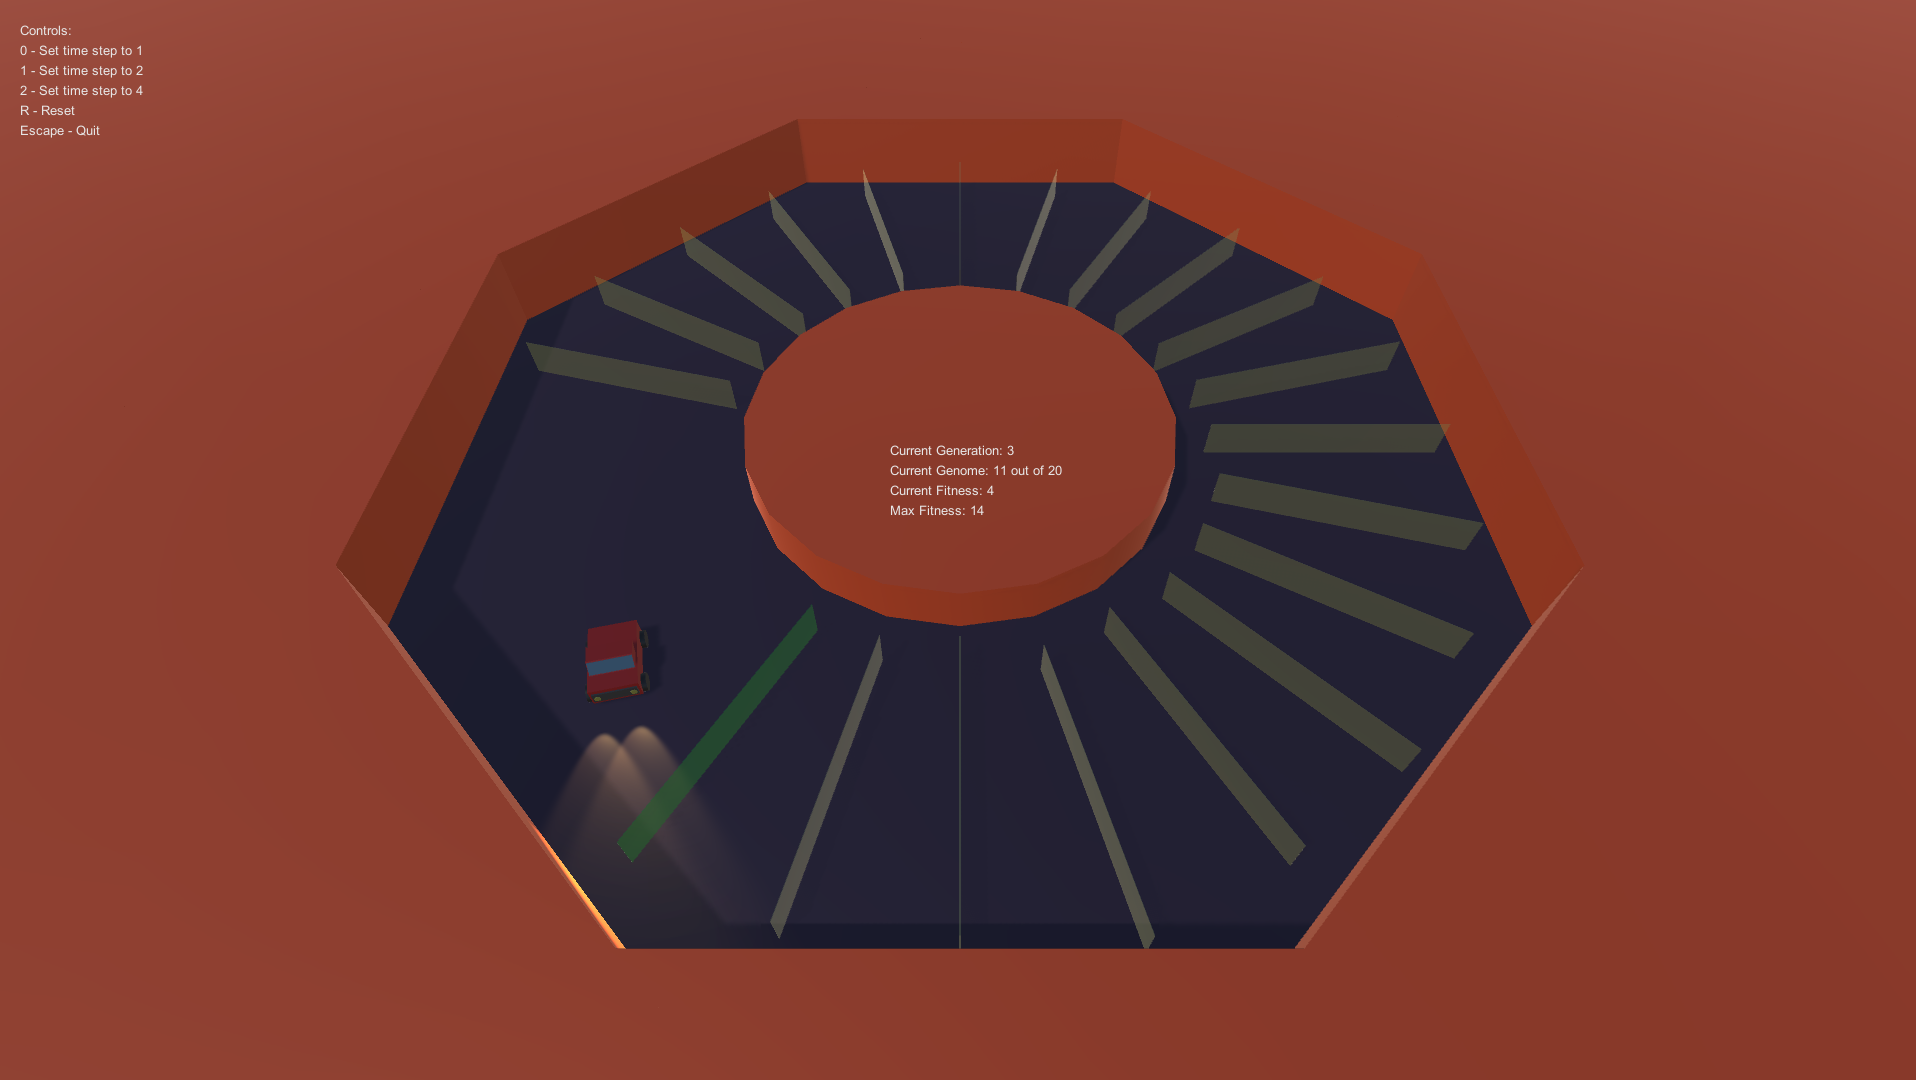 Controls:
0 - Set time step to 1
1 - Set time step to 2
2 - Set time step to 4
R - Reset
Escape - Quit
Current Generation: 3
Current Genome: 11 out of 20
Current Fitness: 4
Max Fitness: 14